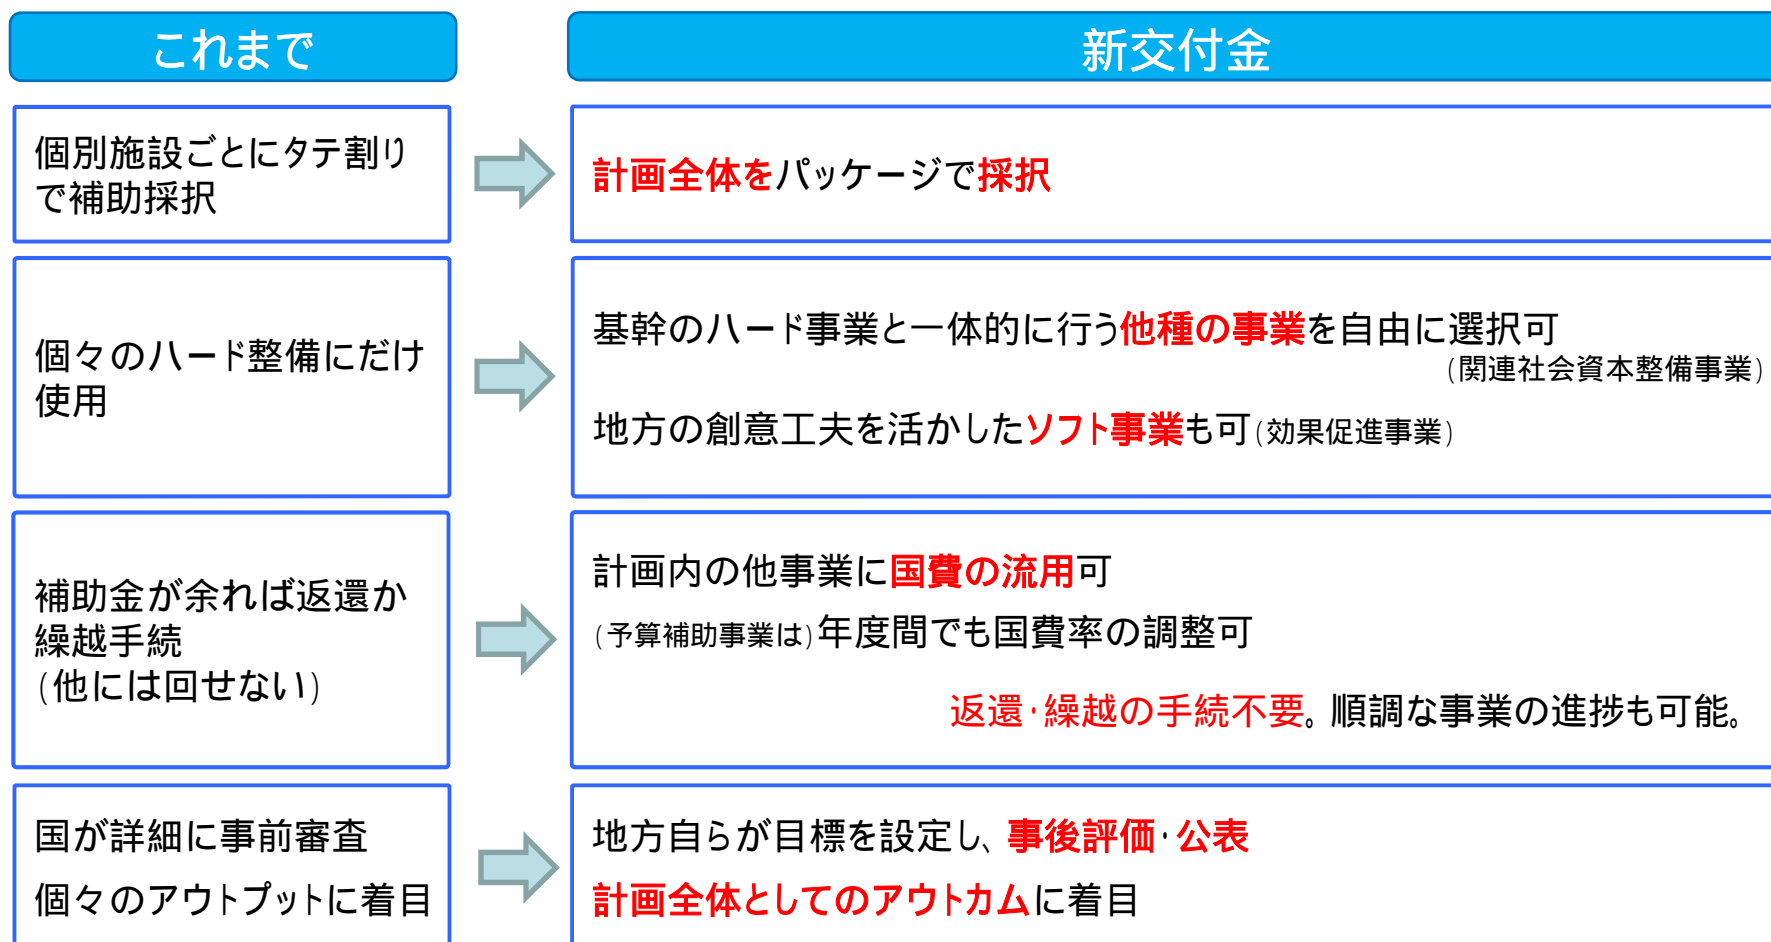 これまで
新交付金
個別施設ごとにタテ割り
で補助採択
計画全体をパッケージで採択
個々のハード整備にだけ
使用
基幹のハード事業と一体的に行う他種の事業を自由に選択可
(関連社会資本整備事業)
地方の創意工夫を活かしたソフト事業も可(効果促進事業)
補助金が余れば返還か
繰越手続
(他には回せない)
計画内の他事業に国費の流用可
(予算補助事業は)年度間でも国費率の調整可
返還・繰越の手続不要。順調な事業の進捗も可能。
国が詳細に事前審査
個々のアウトプットに着目
地方自らが目標を設定し、事後評価・公表
計画全体としてのアウトカムに着目